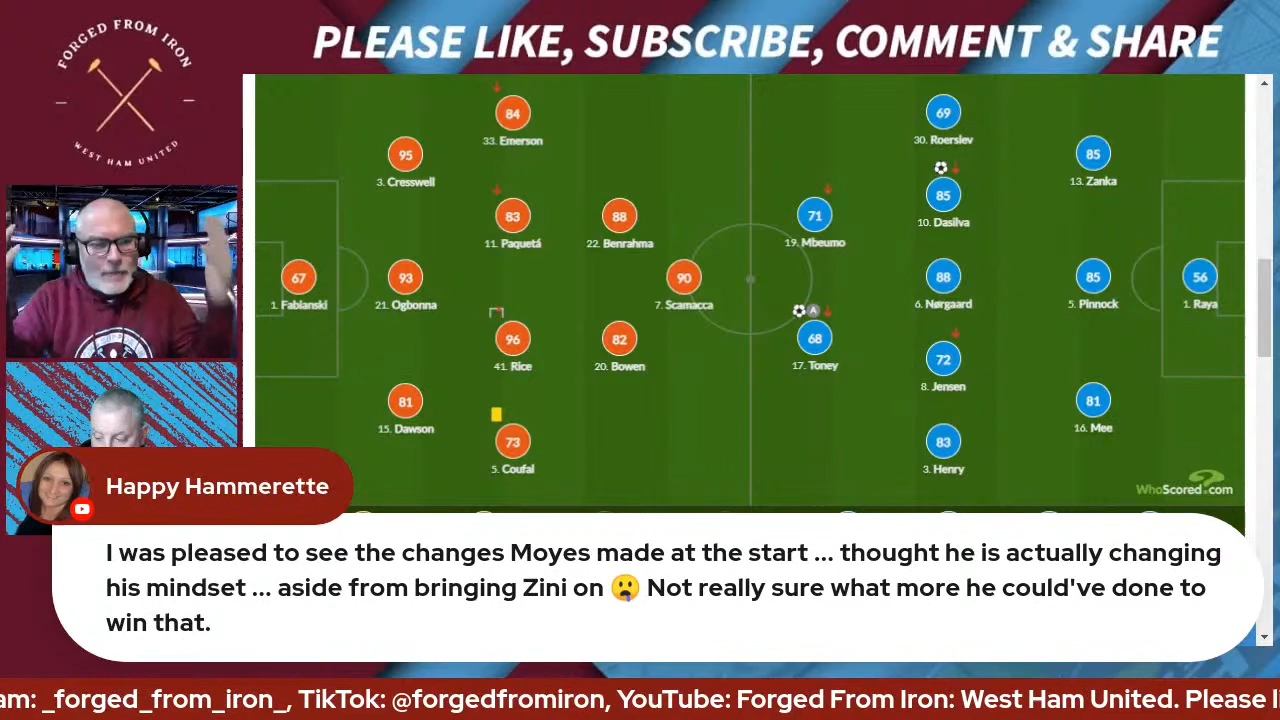 FORGED FROM IRON
WEST HAM UNITED
PLEASE LIKE, SUBSCRIBE, COMMENT & SHARE
84
33. Emerson
95
3. Cresswell
83
11. Paquetá
88
22. Benrahma
67
1. Fabianski
93
21. Ogbonna
90
7. Scamacca
96
41. Rice
82
20. Bowen
81
15. Dawson
73
5. Coufal
69
30. Roerslev
85
13. Zanka
85
10. Dasilva
71
19. Mbeumo
88
6. Nørgaard
85
5. Pinnock
56
1. Raya
A
68
17. Toney
72
8. Jensen
81
16. Mee
83
3. Henry
WhoScored.com
Happy Hammerette
I was pleased to see the changes Moyes made at the start ... thought he is actually changing
his mindset ... aside from bringing Zini on 😮 Not really sure what more he could've done to
win that.
am: _forged_from_iron_, TikTok: @forgedfromiron, YouTube: Forged From Iron: West Ham United. Please li